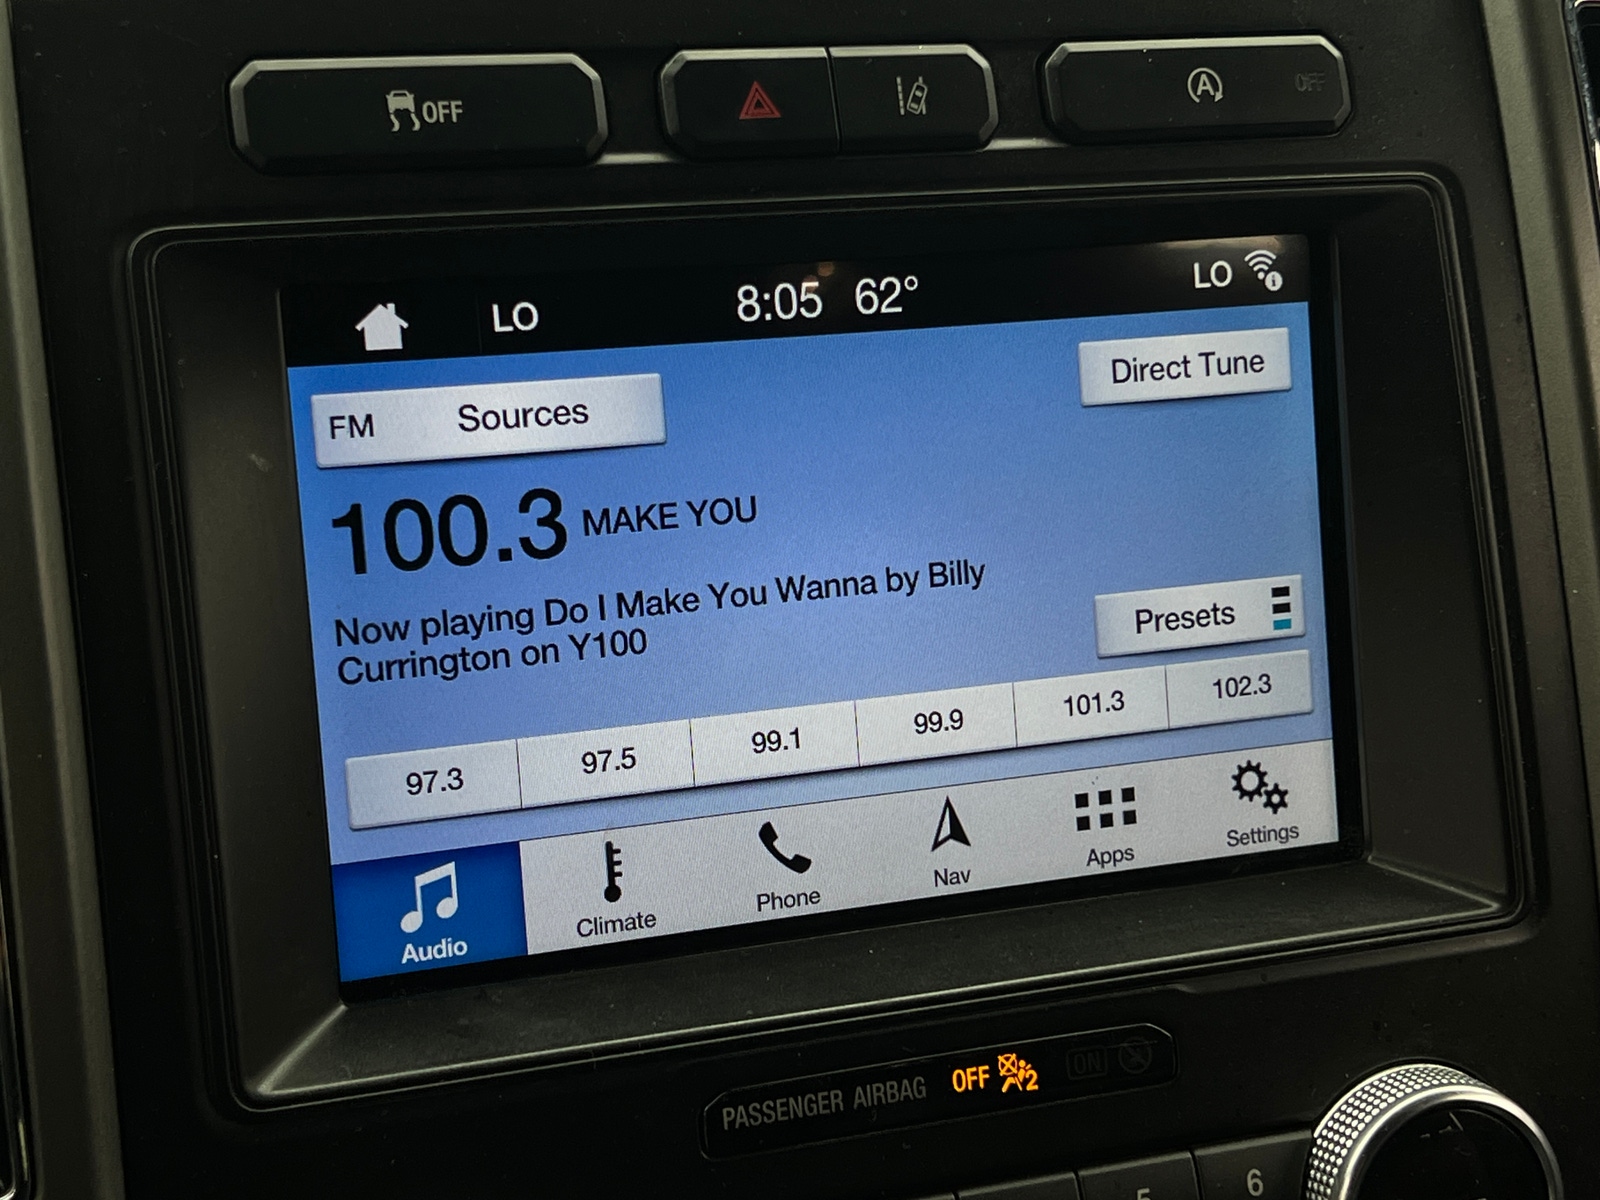 OFF
A OFF
LO 8:05 62° LO
FM Sources
Direct Tune
100.3 MAKE YOU
Now playing Do I Make You Wanna by Billy
Currington on Y100
Presets
97.3 97.5 99.1 99.9 101.3 102.3
Audio Climate Phone Nav Apps Settings
PASSENGER AIRBAG OFF 2 ON
5 6